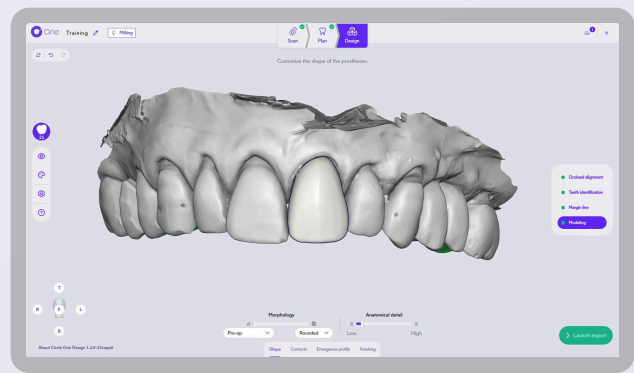 One Training Milling
Scan Plan Design
1
Customize the shape of the prostheses.
Occlusal alignment
Teeth identification
Margin line
Modeling
T
R F L
B
Morphology
Pre-op Rounded
Anatomical detail
Low High
Launch export
About Circle One Design 1.2.0
Shape Contacts Emergence profile Finishing